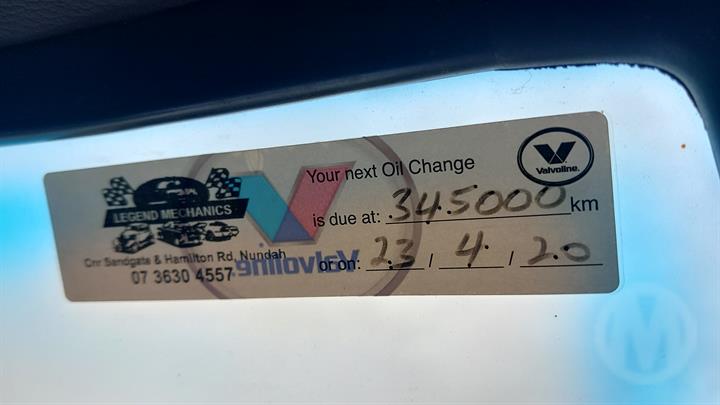 LEGEND MECHANICS
Cnr Sandgate & Hamilton Rd, Nundah
07 3630 4557
Your next Oil Change
is due at: 345000 km
or on: 23 / 4 / 20
Valvoline
Valvoline
M